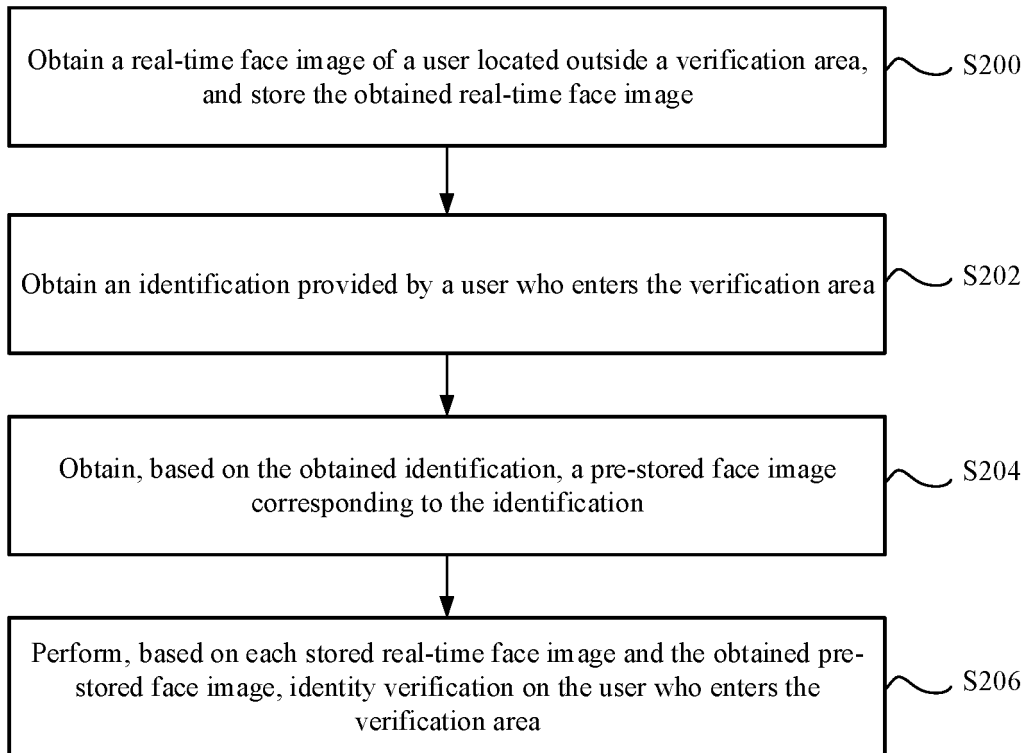 Obtain a real-time face image of a user located outside a verification area,
and store the obtained real-time face image
S200
Obtain an identification provided by a user who enters the verification area
S202
Obtain, based on the obtained identification, a pre-stored face image
corresponding to the identification
S204
Perform, based on each stored real-time face image and the obtained pre-
stored face image, identity verification on the user who enters the
verification area
S206